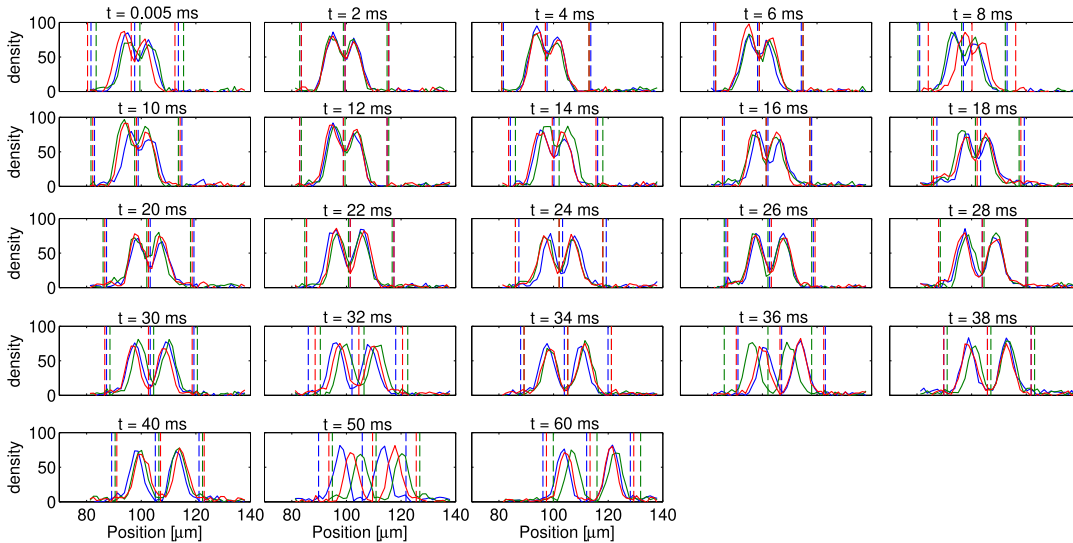 t = 0.005 ms t = 2 ms t = 4 ms t = 6 ms t = 8 ms
density 100 50 0
t = 10 ms t = 12 ms t = 14 ms t = 16 ms t = 18 ms
density 100 50 0
t = 20 ms t = 22 ms t = 24 ms t = 26 ms t = 28 ms
density 100 50 0
t = 30 ms t = 32 ms t = 34 ms t = 36 ms t = 38 ms
density 100 50 0
t = 40 ms t = 50 ms t = 60 ms
density 100 50 0
80 100 120 140 80 100 120 140 80 100 120 140
Position [μm] Position [μm] Position [μm]